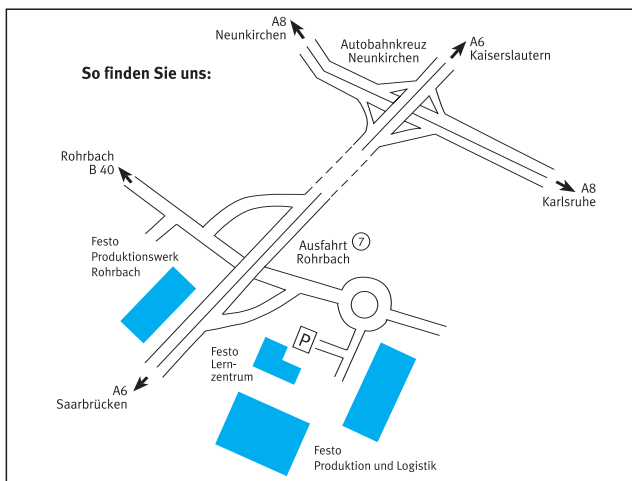 A8
Neunkirchen
Autobahnkreuz
Neunkirchen
A6
Kaiserslautern
So finden Sie uns:
Rohrbach
B 40
A8
Karlsruhe
Festo
Produktionswerk
Rohrbach
Ausfahrt 7
Rohrbach
P
Festo
Lern-
zentrum
A6
Saarbrücken
Festo
Produktion und Logistik